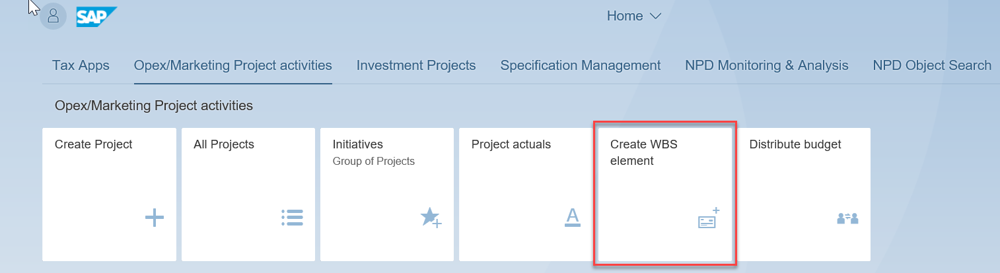 SAP
Home
Tax Apps
Opex/Marketing Project activities
Investment Projects
Specification Management
NPD Monitoring & Analysis
NPD Object Search
Opex/Marketing Project activities
Create Project
All Projects
Initiatives
Group of Projects
Project actuals
A
Create WBS
element
Distribute budget